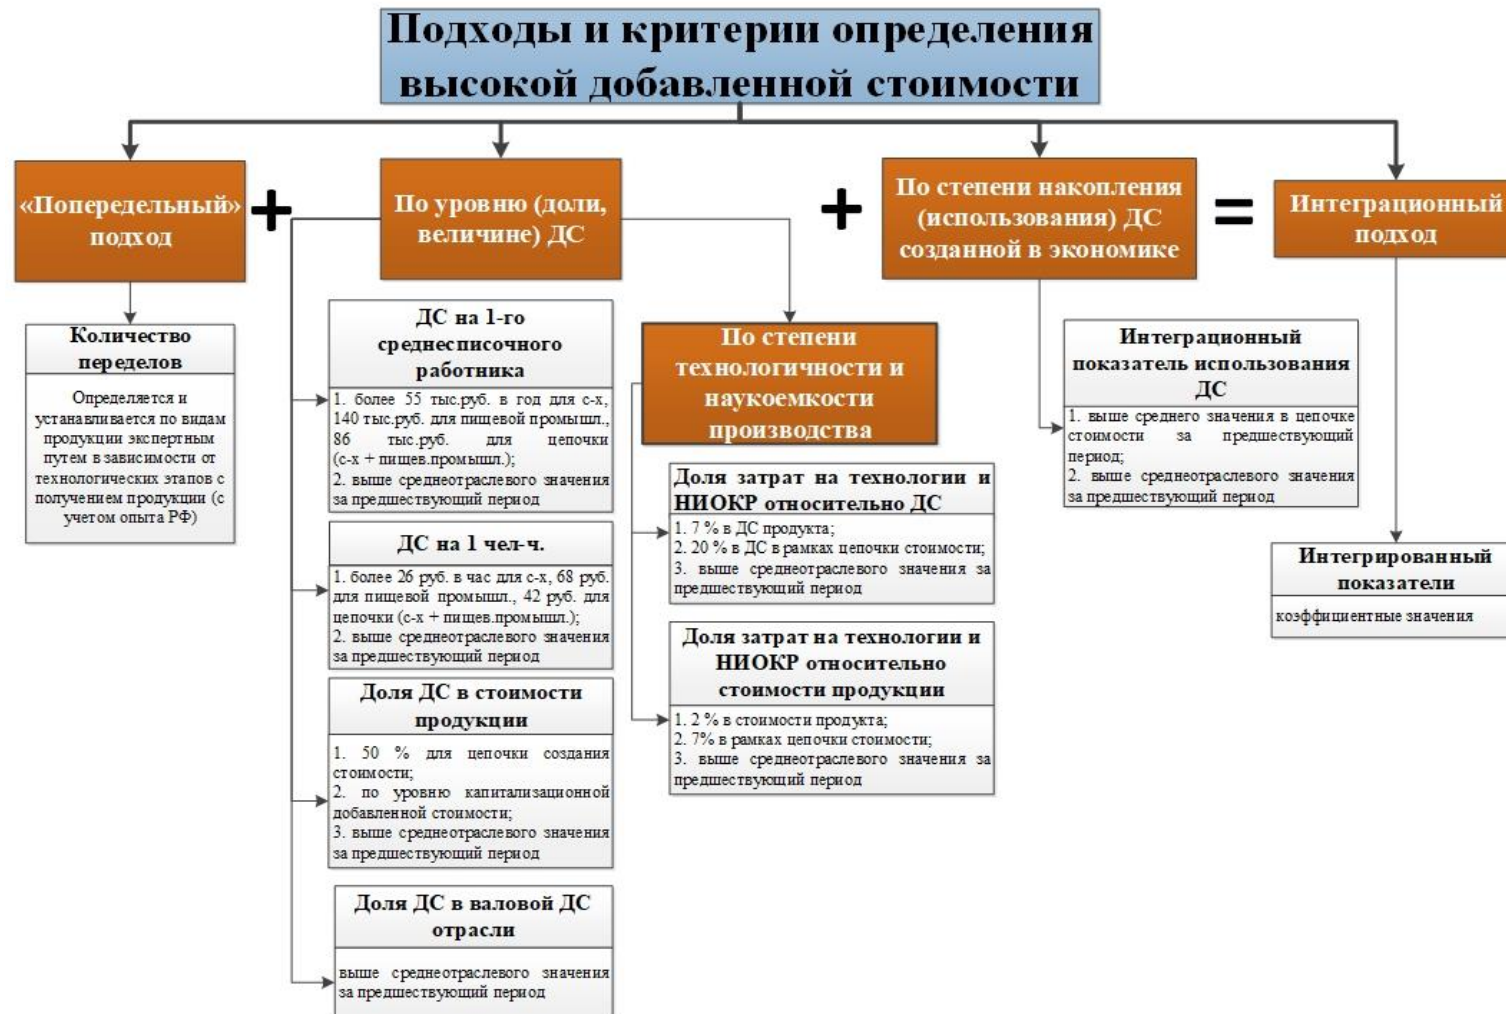 Подходы и критерии определения
высокой добавленной стоимости
«Попередельный»
подход
+
По уровню (доли,
величине) ДС
+
По степени накопления
(использования) ДС
созданной в экономике
=
Интеграционный
подход
Количество
переделов
Определяется и
устанавливается по видам
продукции экспертным
путем в зависимости от
технологических этапов с
получением продукции (с
учетом опыта РФ)
ДС на 1-го
среднесписочного
работника
1. более 55 тыс.руб. в год для с-х,
140 тыс.руб. для пищевой промышл.,
86 тыс.руб. для цепочки
(с-х + пищев.промышл.);
2. выше среднеотраслевого значения
за предшествующий период
ДС на 1 чел-ч.
1. более 26 руб. в час для с-х, 68 руб.
для пищевой промышл., 42 руб. для
цепочки (с-х + пищев.промышл.);
2. выше среднеотраслевого значения
за предшествующий период
Доля ДС в стоимости
продукции
1. 50 % для цепочки создания
стоимости;
2. по уровню капитализационной
добавленной стоимости;
3. выше среднеотраслевого значения
за предшествующий период
Доля ДС в валовой ДС
отрасли
выше среднеотраслевого значения
за предшествующий период
По степени
технологичности и
наукоемкости
производства
Доля затрат на технологии и
НИОКР относительно ДС
1. 7 % в ДС продукта;
2. 20 % в ДС в рамках цепочки стоимости;
3. выше среднеотраслевого значения за
предшествующий период
Доля затрат на технологии и
НИОКР относительно
стоимости продукции
1. 2 % в стоимости продукта;
2. 7% в рамках цепочки стоимости;
3. выше среднеотраслевого значения за
предшествующий период
Интеграционный
показатель использования
ДС
1. выше среднего значения в цепочке
стоимости за предшествующий
период;
2. выше среднеотраслевого значения
за предшествующий период
Интегрированный
показатели
коэффициентные значения